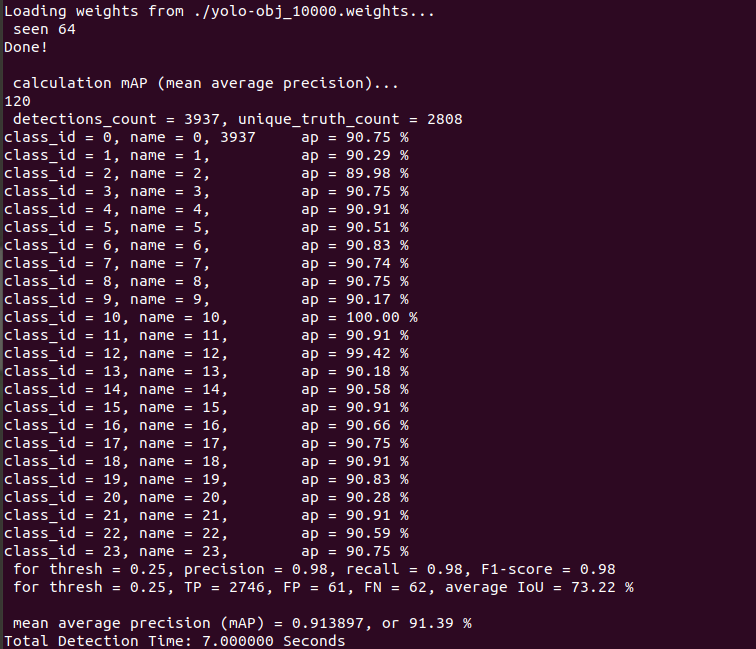 Loading weights from ./yolo-obj_10000.weights...
seen 64
Done!
calculation mAP (mean average precision)...
120
detections_count = 3937, unique_truth_count = 2808
class_id = 0, name = 0, 3937 ap = 90.75 %
class_id = 1, name = 1, ap = 90.29 %
class_id = 2, name = 2, ap = 89.98 %
class_id = 3, name = 3, ap = 90.75 %
class_id = 4, name = 4, ap = 90.91 %
class_id = 5, name = 5, ap = 90.51 %
class_id = 6, name = 6, ap = 90.83 %
class_id = 7, name = 7, ap = 90.74 %
class_id = 8, name = 8, ap = 90.75 %
class_id = 9, name = 9, ap = 90.17 %
class_id = 10, name = 10, ap = 100.00 %
class_id = 11, name = 11, ap = 90.91 %
class_id = 12, name = 12, ap = 99.42 %
class_id = 13, name = 13, ap = 90.18 %
class_id = 14, name = 14, ap = 90.58 %
class_id = 15, name = 15, ap = 90.91 %
class_id = 16, name = 16, ap = 90.66 %
class_id = 17, name = 17, ap = 90.75 %
class_id = 18, name = 18, ap = 90.91 %
class_id = 19, name = 19, ap = 90.83 %
class_id = 20, name = 20, ap = 90.28 %
class_id = 21, name = 21, ap = 90.91 %
class_id = 22, name = 22, ap = 90.59 %
class_id = 23, name = 23, ap = 90.75 %
for thresh = 0.25, precision = 0.98, recall = 0.98, F1-score = 0.98
for thresh = 0.25, TP = 2746, FP = 61, FN = 62, average IoU = 73.22 %
mean average precision (mAP) = 0.913897, or 91.39 %
Total Detection Time: 7.000000 Seconds